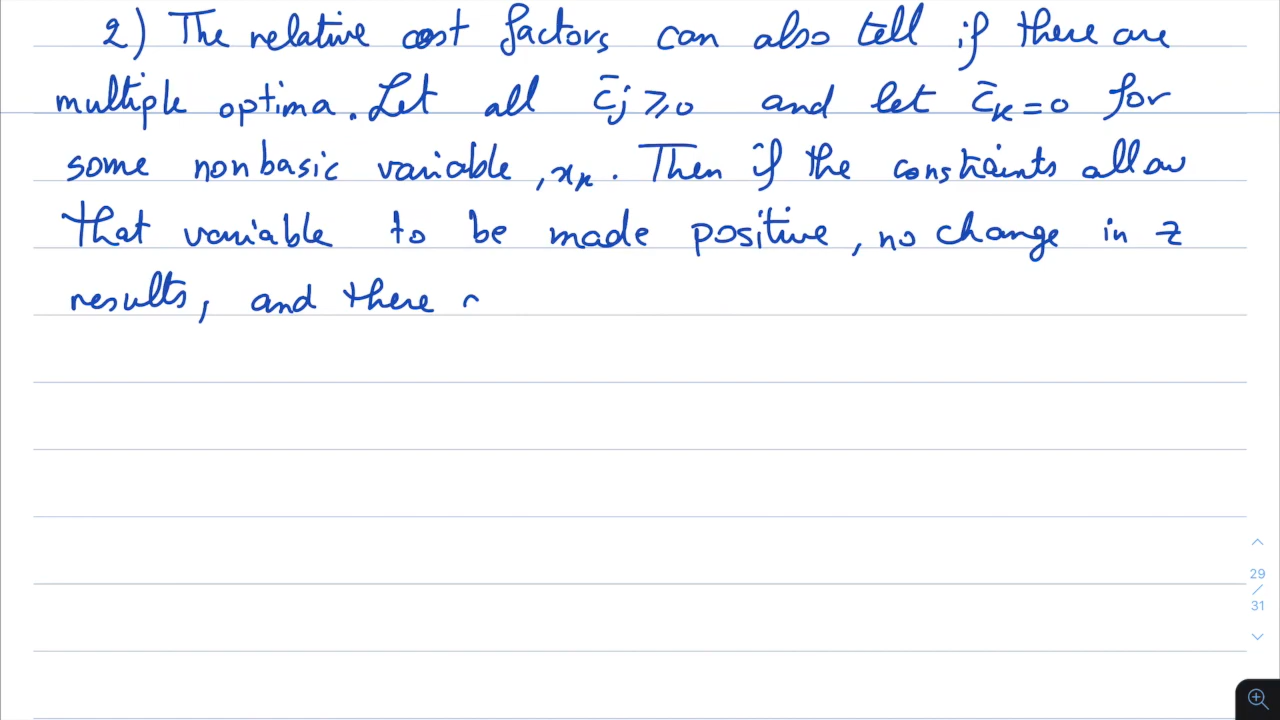 2) The relative cost factors can also tell if there are
multiple optima. Let all c̄j ≥ 0 and let c̄k = 0 for
some nonbasic variable, xk. Then if the constraints allow
that variable to be made positive, no change in z
results, and there
29
/
31